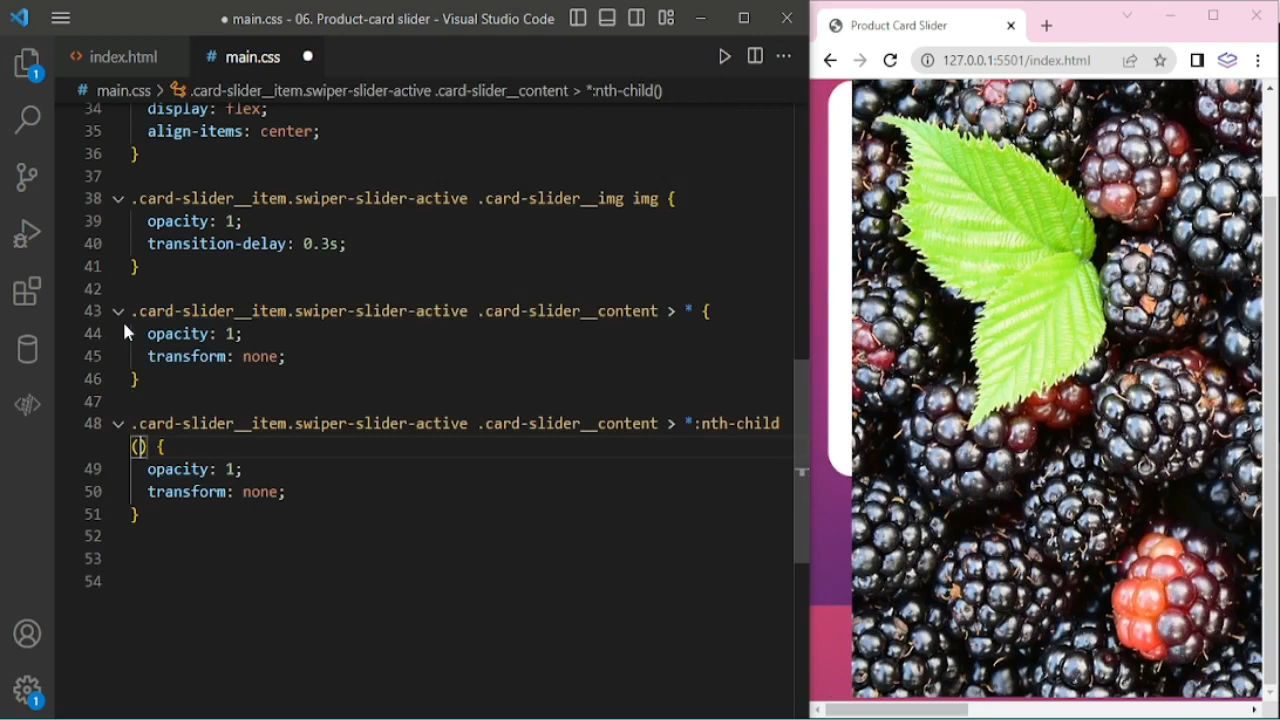 ● main.css - 06. Product-card slider - Visual Studio Code
index.html
# main.css ●
# main.css > .card-slider__item.swiper-slider-active .card-slider__content > *:nth-child()
34 display: flex;
35 align-items: center;
36 }
37
38 .card-slider__item.swiper-slider-active .card-slider__img img {
39 opacity: 1;
40 transition-delay: 0.3s;
41 }
42
43 .card-slider__item.swiper-slider-active .card-slider__content > * {
44 opacity: 1;
45 transform: none;
46 }
47
48 .card-slider__item.swiper-slider-active .card-slider__content > *:nth-child
() {
49 opacity: 1;
50 transform: none;
51 }
52
53
54
1
1
Product Card Slider
127.0.0.1:5501/index.html